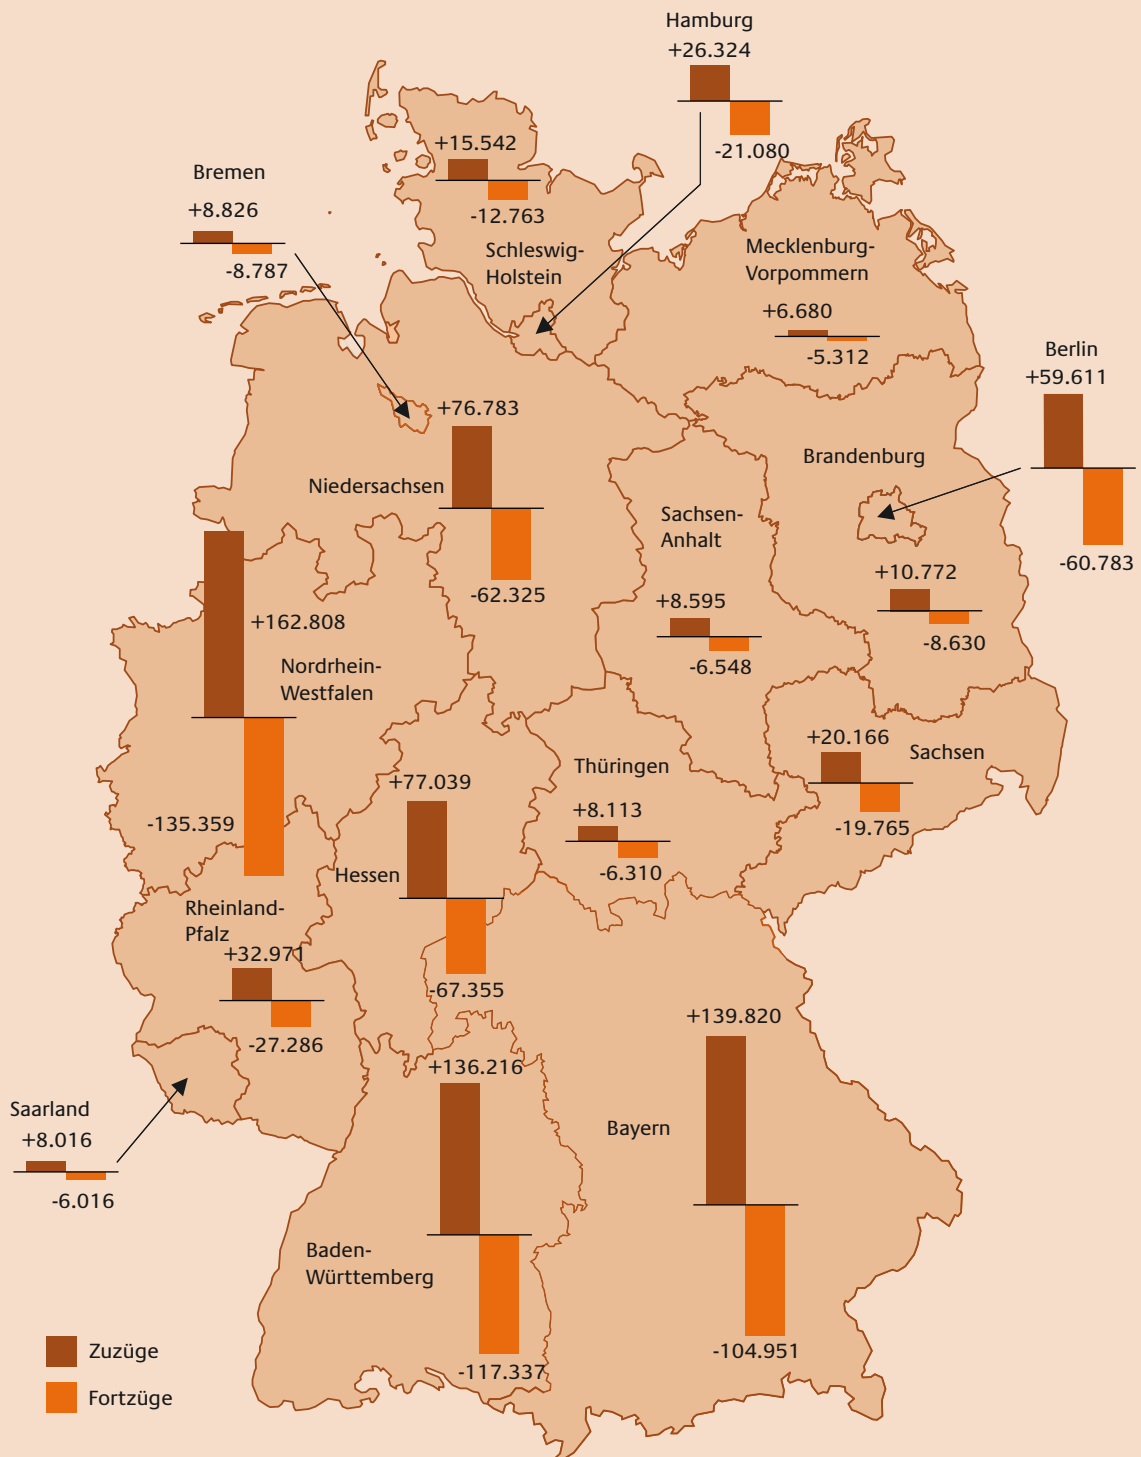 Hamburg
+26.324
-21.080
+15.542
-12.763
Schleswig-
Holstein
Bremen
+8.826
-8.787
Mecklenburg-
Vorpommern
+6.680
-5.312
Berlin
+59.611
-60.783
+76.783
Niedersachsen
-62.325
Brandenburg
+10.772
-8.630
Sachsen-
Anhalt
+8.595
-6.548
+162.808
Nordrhein-
Westfalen
-135.359
+20.166
Sachsen
-19.765
Thüringen
+8.113
-6.310
+77.039
Hessen
-67.355
Rheinland-
Pfalz
+32.971
-27.286
+139.820
Bayern
-104.951
+136.216
Baden-
Württemberg
-117.337
Saarland
+8.016
-6.016
Zuzüge
Fortzüge